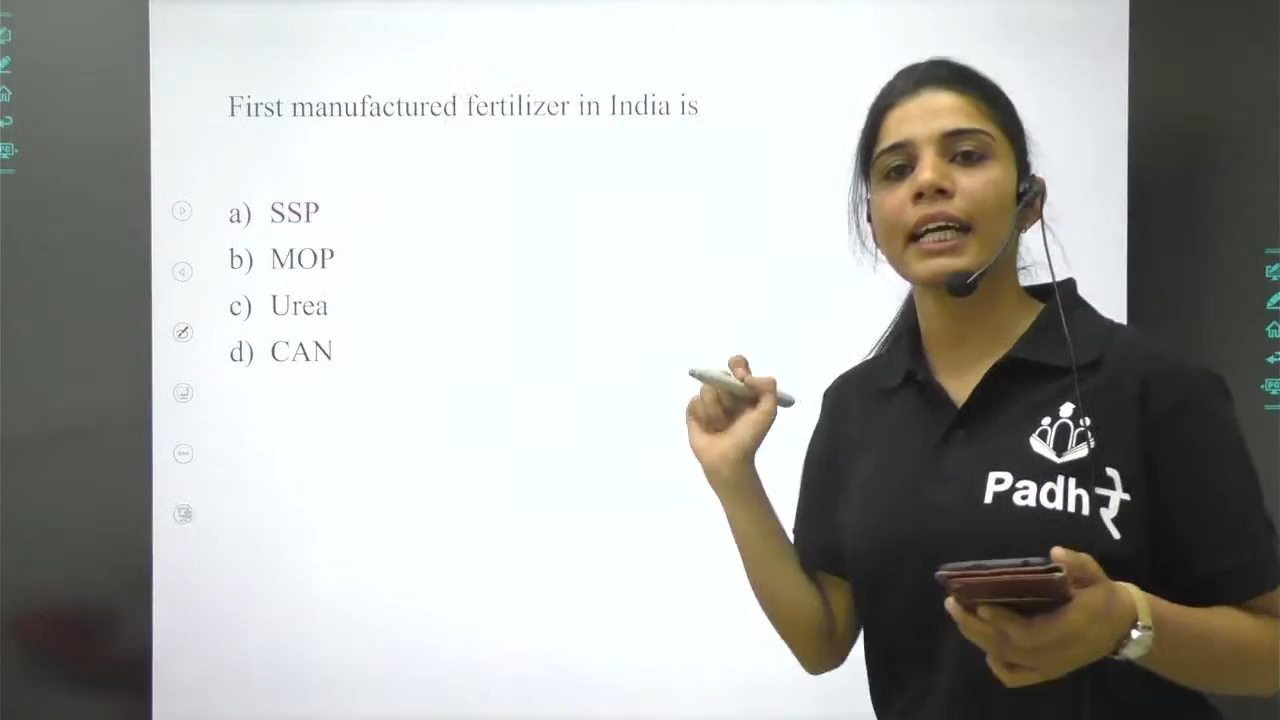 First manufactured fertilizer in India is
a) SSP
b) MOP
c) Urea
d) CAN
Padh रे